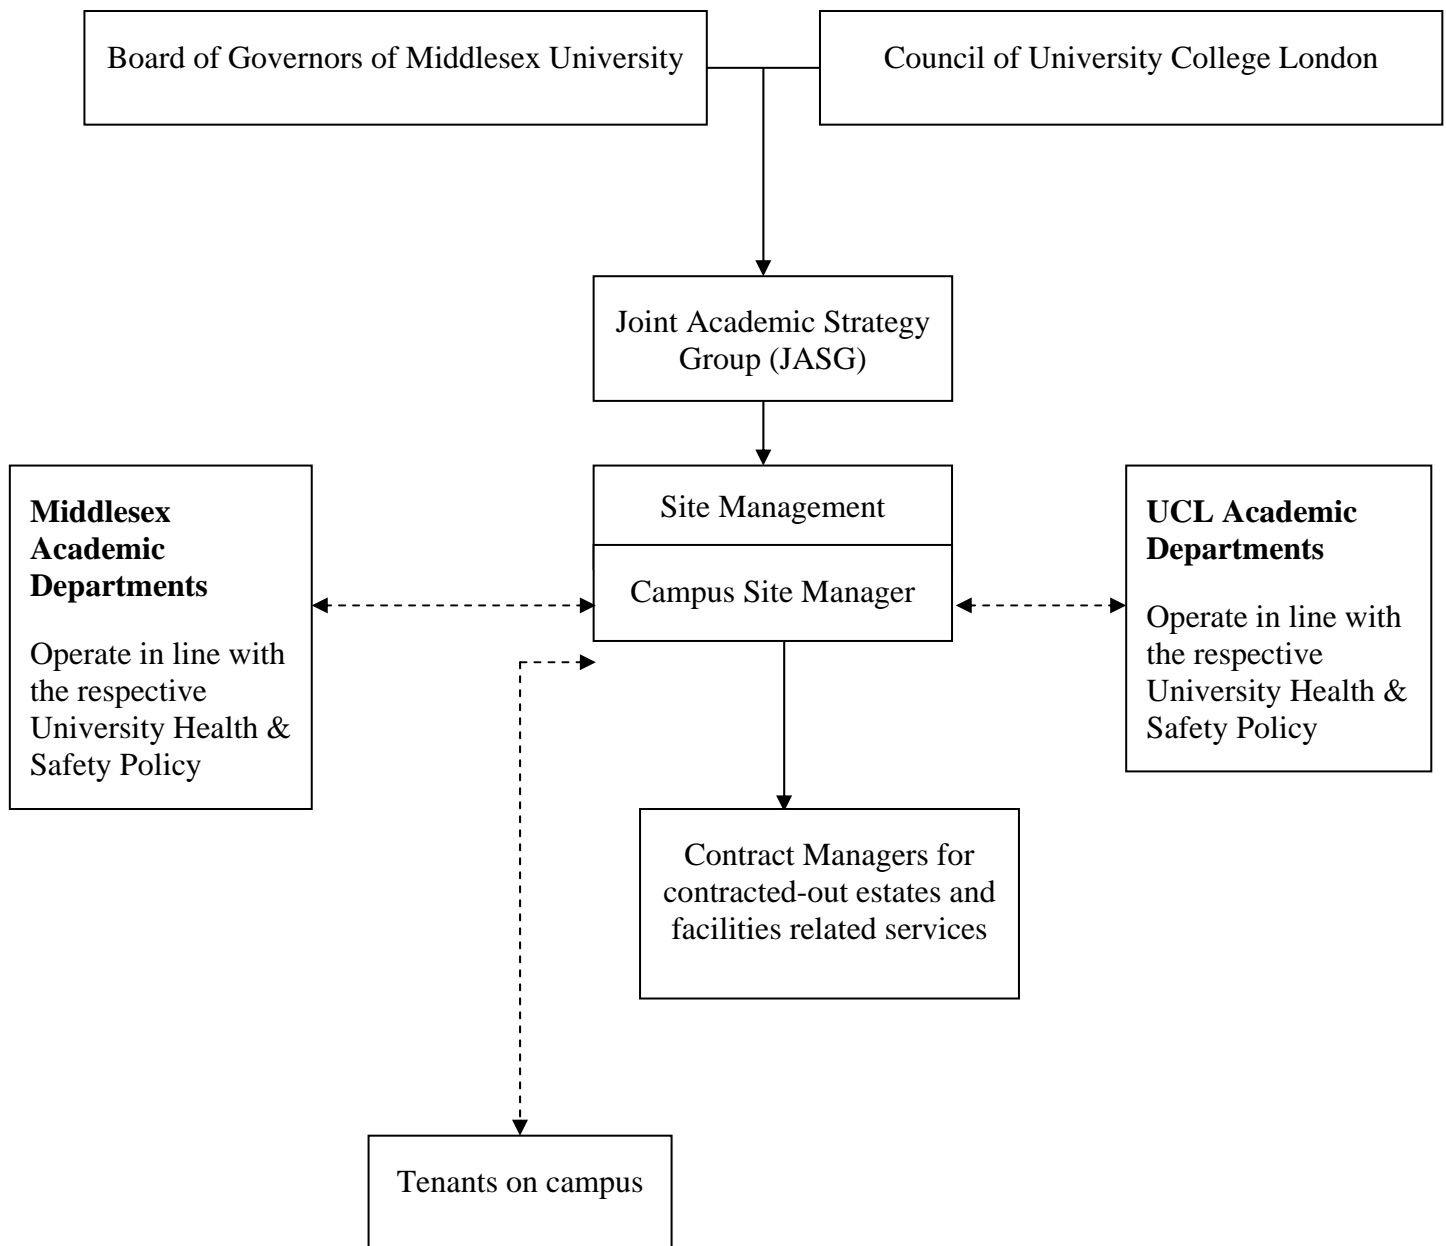 Board of Governors of Middlesex University
Council of University College London
Joint Academic Strategy
Group (JASG)
Middlesex
Academic
Departments
Operate in line with
the respective
University Health &
Safety Policy
Site Management
Campus Site Manager
UCL Academic
Departments
Operate in line with
the respective
University Health &
Safety Policy
Contract Managers for
contracted-out estates and
facilities related services
Tenants on campus